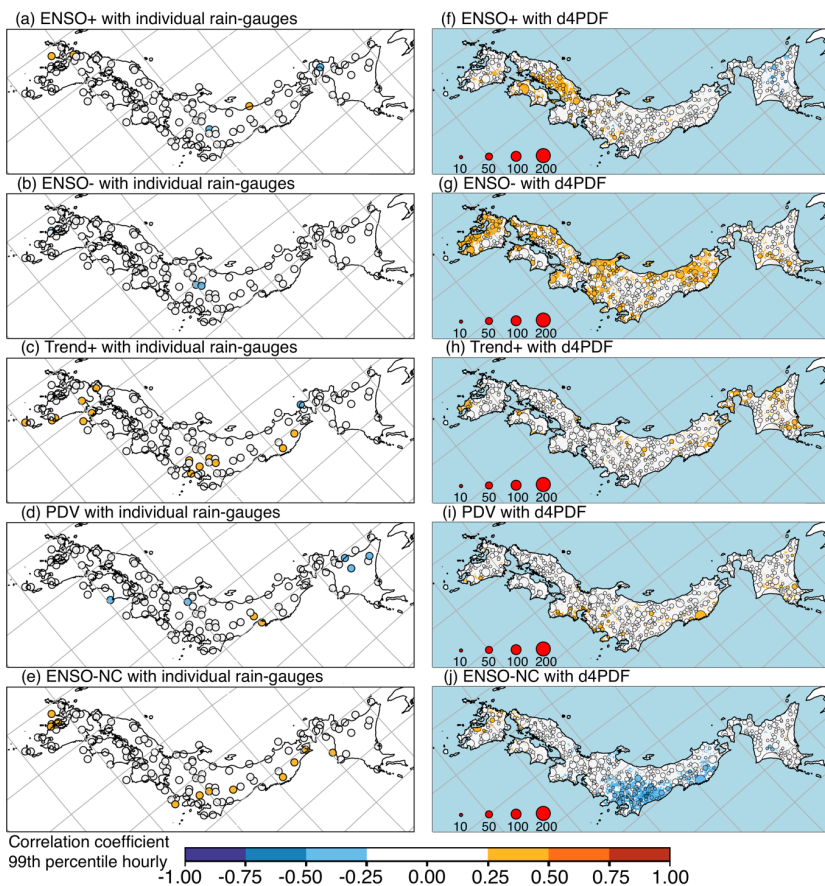 (a) ENSO+ with individual rain-gauges
(f) ENSO+ with d4PDF
10 50 100 200
(b) ENSO- with individual rain-gauges
(g) ENSO- with d4PDF
10 50 100 200
(c) Trend+ with individual rain-gauges
(h) Trend+ with d4PDF
10 50 100 200
(d) PDV with individual rain-gauges
(i) PDV with d4PDF
10 50 100 200
(e) ENSO-NC with individual rain-gauges
(j) ENSO-NC with d4PDF
10 50 100 200
Correlation coefficient
99th percentile hourly
-1.00 -0.75 -0.50 -0.25 0.00 0.25 0.50 0.75 1.00